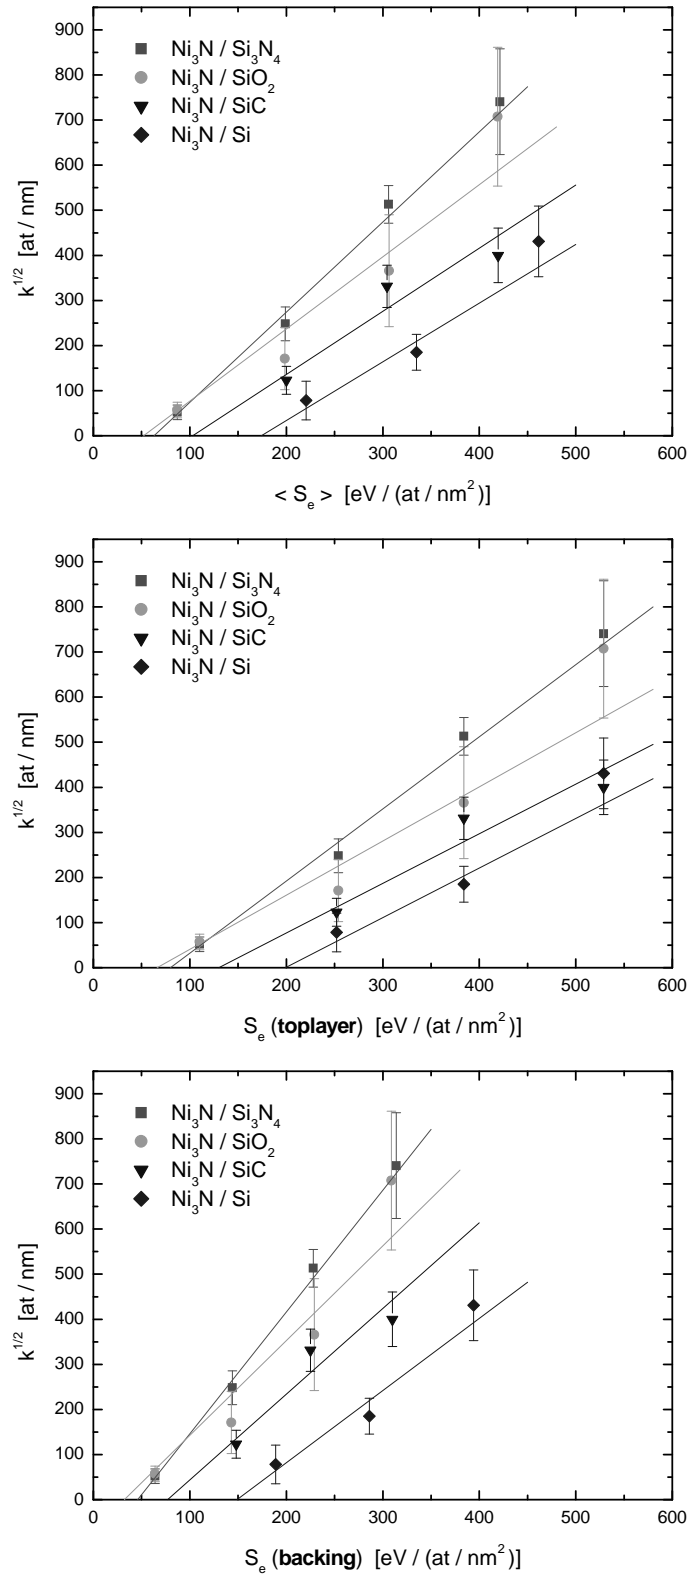 900
800
700
600
500
400
300
200
100
0
k^{1/2} [at / nm]
Ni₃N / Si₃N₄
Ni₃N / SiO₂
Ni₃N / SiC
Ni₃N / Si
0 100 200 300 400 500 600
< Sₑ > [eV / (at / nm²)]
900
800
700
600
500
400
300
200
100
0
k^{1/2} [at / nm]
Ni₃N / Si₃N₄
Ni₃N / SiO₂
Ni₃N / SiC
Ni₃N / Si
0 100 200 300 400 500 600
Sₑ (toplayer) [eV / (at / nm²)]
900
800
700
600
500
400
300
200
100
0
k^{1/2} [at / nm]
Ni₃N / Si₃N₄
Ni₃N / SiO₂
Ni₃N / SiC
Ni₃N / Si
0 100 200 300 400 500 600
Sₑ (backing) [eV / (at / nm²)]